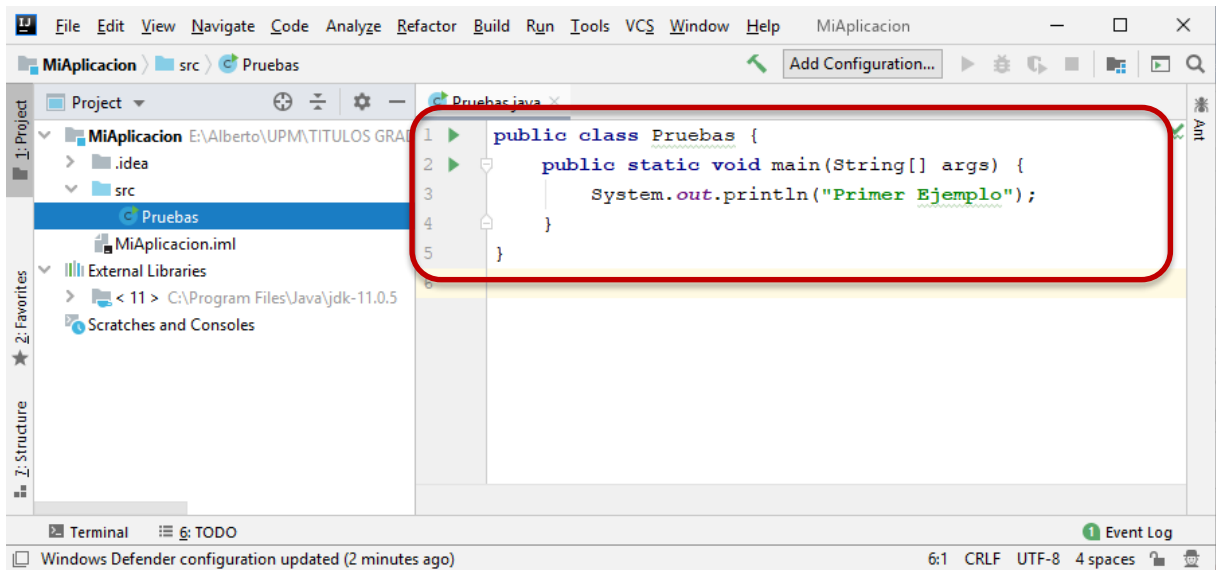 File Edit View Navigate Code Analyze Refactor Build Run Tools VCS Window Help MiAplicacion
MiAplicacion src Pruebas Add Configuration...
1: Project
2: Favorites
7: Structure
Project
MiAplicacion E:\Alberto\UPM\TITULOS GRAD
.idea
src
Pruebas
MiAplicacion.iml
External Libraries
< 11 > C:\Program Files\Java\jdk-11.0.5
Scratches and Consoles
Pruebas.java
1 public class Pruebas {
2 public static void main(String[] args) {
3 System.out.println("Primer Ejemplo");
4 }
5 }
6
Ant
Terminal 6: TODO 1 Event Log
Windows Defender configuration updated (2 minutes ago) 6:1 CRLF UTF-8 4 spaces